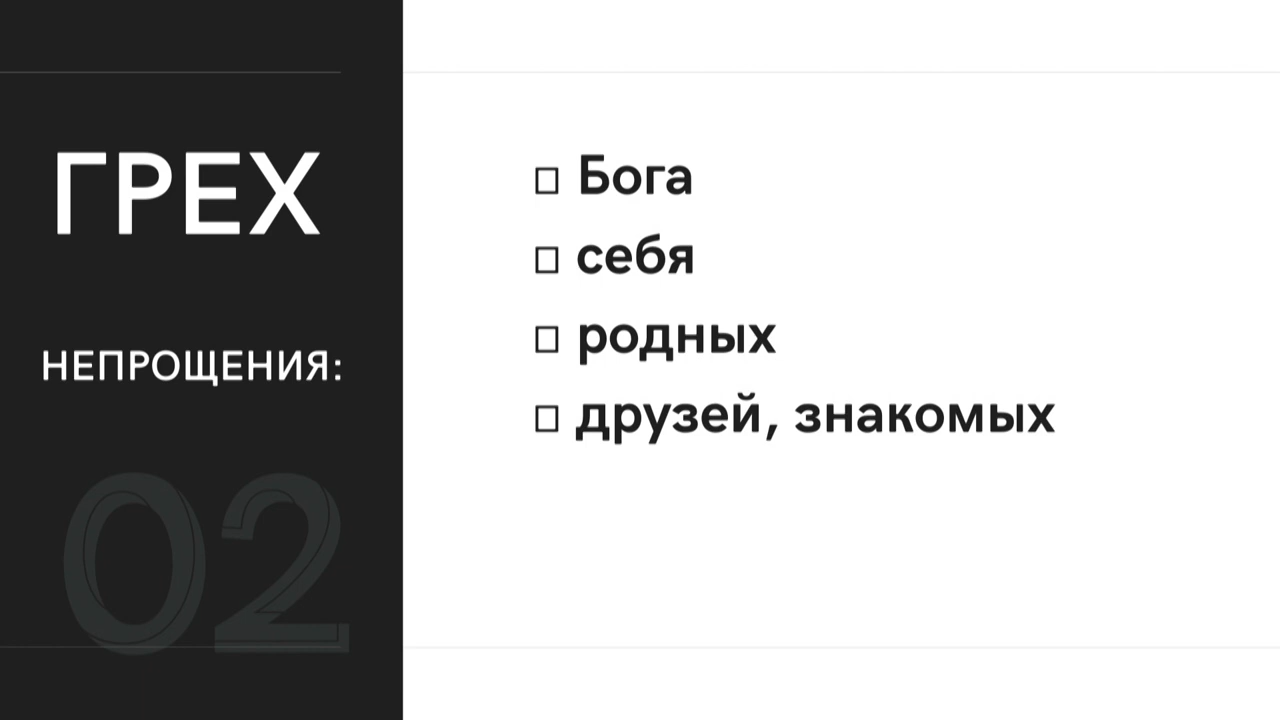 ГРЕХ
НЕПРОЩЕНИЯ:
02
□ Бога
□ себя
□ родных
□ друзей, знакомых